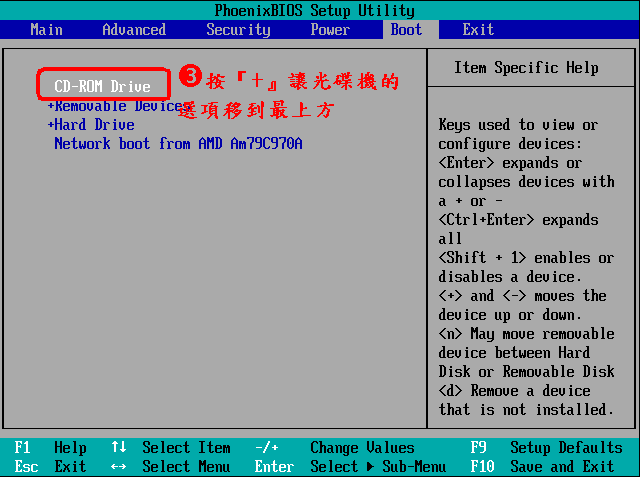 PhoenixBIOS Setup Utility
Main Advanced Security Power Boot Exit
CD-ROM Drive
❸按『+』讓光碟機的
選項移到最上方
+Removable Devices
+Hard Drive
Network boot from AMD Am79C970A
Item Specific Help
Keys used to view or
configure devices:
<Enter> expands or
collapses devices with
a + or -
<Ctrl+Enter> expands
all
<Shift + 1> enables or
disables a device.
<+> and <-> moves the
device up or down.
<n> May move removable
device between Hard
Disk or Removable Disk
<d> Remove a device
that is not installed.
F1 Help ↑↓ Select Item -/+ Change Values F9 Setup Defaults
Esc Exit ↔ Select Menu Enter Select ▶ Sub-Menu F10 Save and Exit